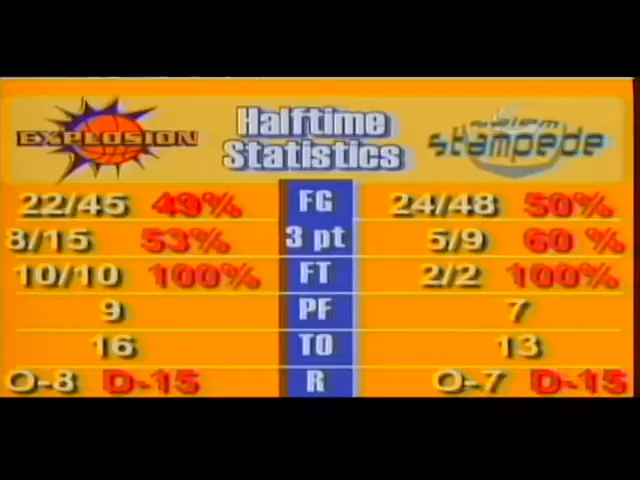 EXPLOSION
Halftime
Statistics
stampede
22/45 49% FG 24/48 50%
8/15 53% 3 pt 5/9 60 %
10/10 100% FT 2/2 100%
9 PF 7
16 TO 13
O-8 D-15 R O-7 D-15